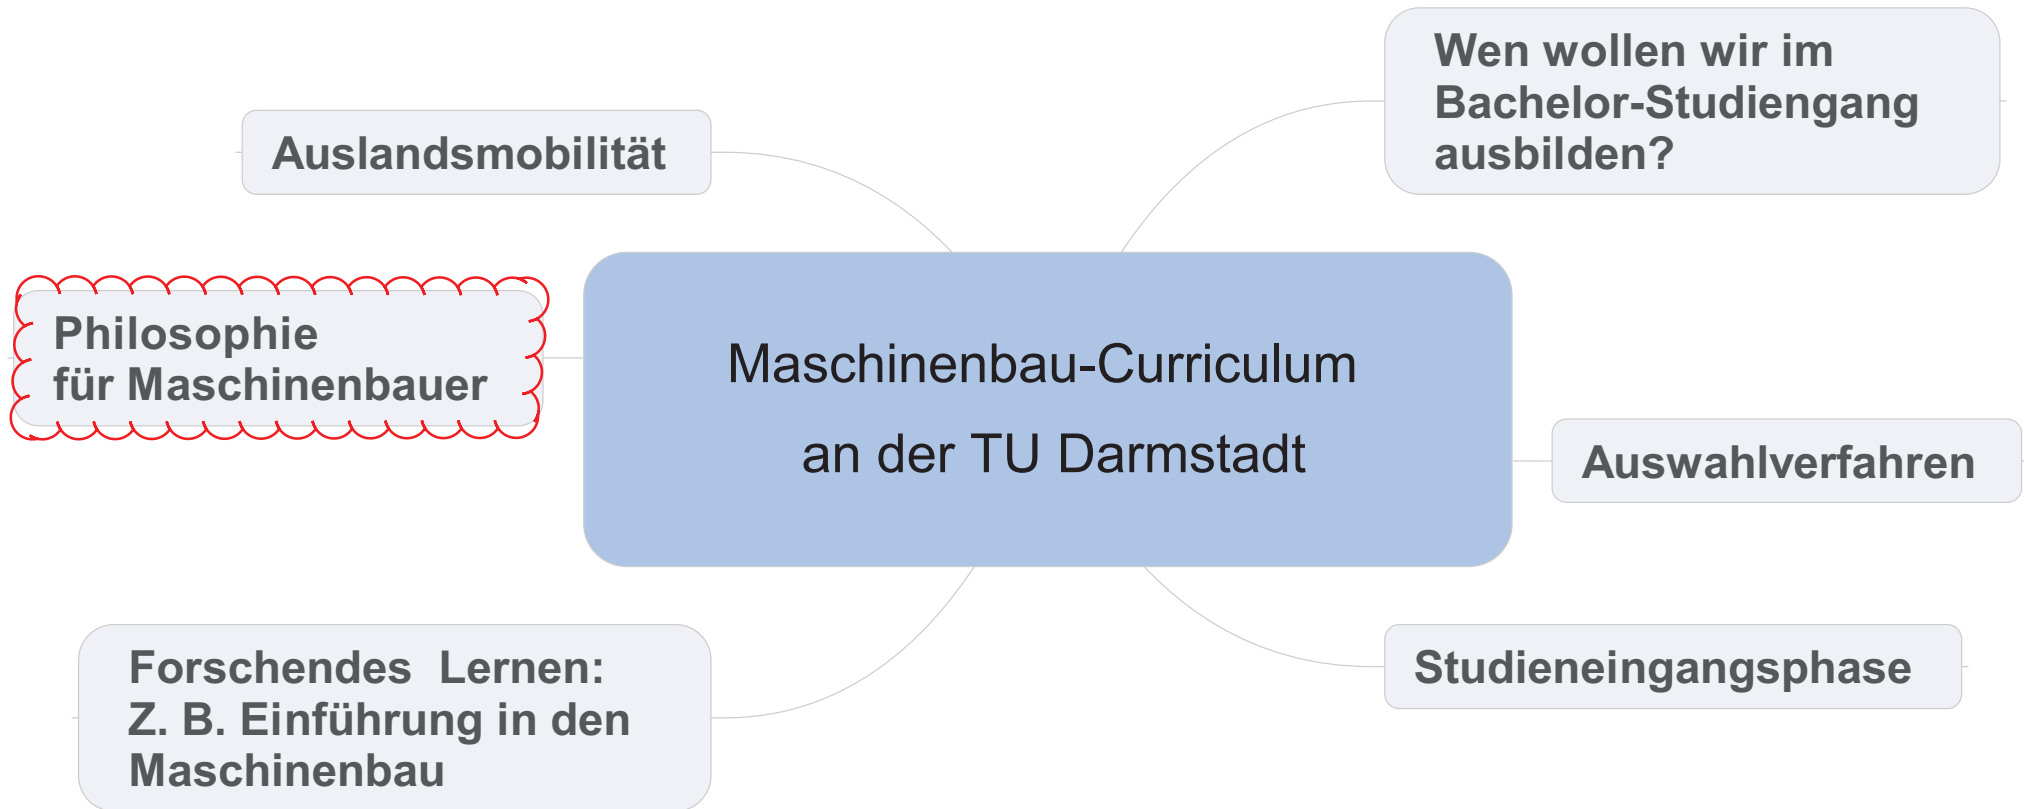 Wen wollen wir im
Bachelor-Studiengang
ausbilden?
Auslandsmobilität
Philosophie
für Maschinenbauer
Maschinenbau-Curriculum
an der TU Darmstadt
Auswahlverfahren
Forschendes  Lernen:
Z. B. Einführung in den
Maschinenbau
Studieneingangsphase